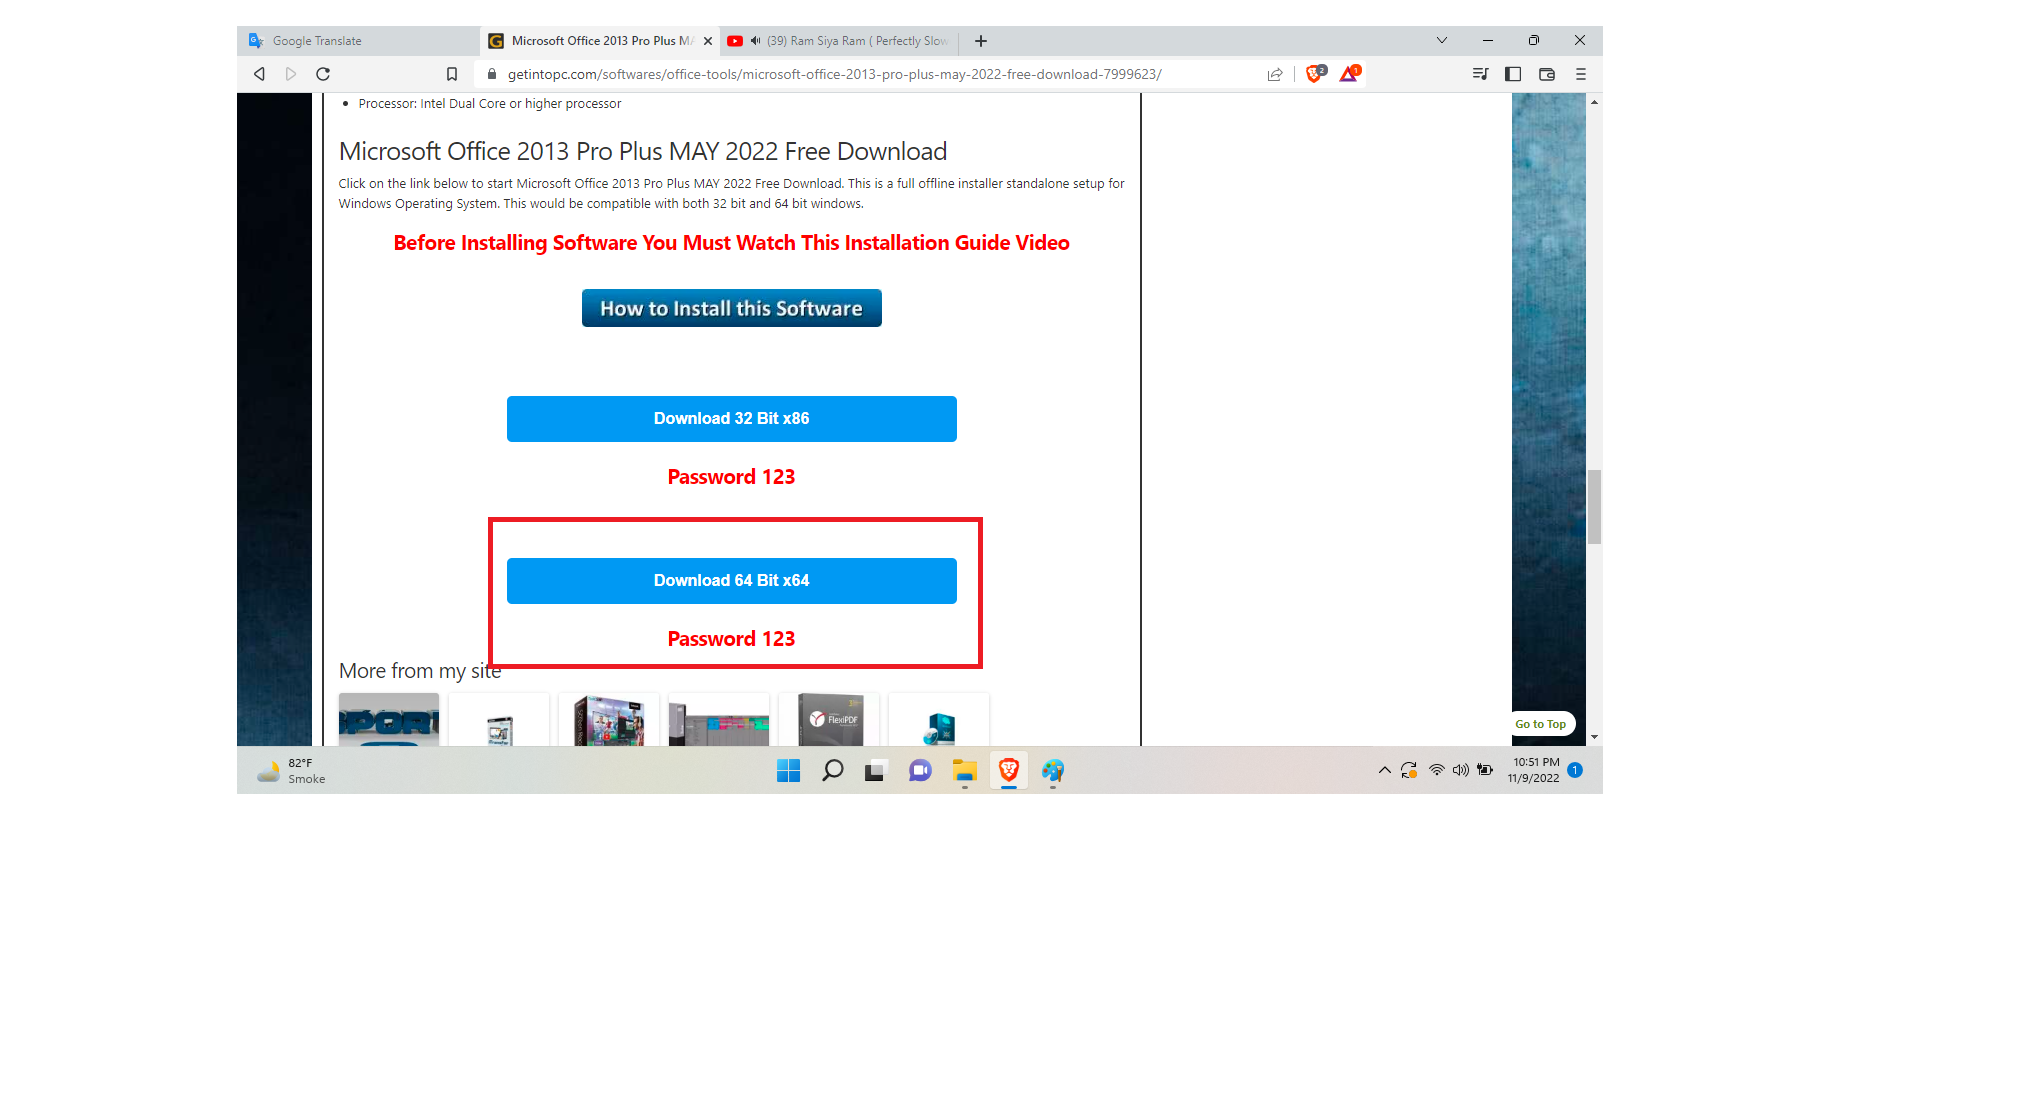 Google Translate
Microsoft Office 2013 Pro Plus MA
(39) Ram Siya Ram ( Perfectly Slow
getintopc.com/softwares/office-tools/microsoft-office-2013-pro-plus-may-2022-free-download-7999623/
2
1
Processor: Intel Dual Core or higher processor
Microsoft Office 2013 Pro Plus MAY 2022 Free Download
Click on the link below to start Microsoft Office 2013 Pro Plus MAY 2022 Free Download. This is a full offline installer standalone setup for
Windows Operating System. This would be compatible with both 32 bit and 64 bit windows.
Before Installing Software You Must Watch This Installation Guide Video
How to Install this Software
Download 32 Bit x86
Password 123
Download 64 Bit x64
Password 123
More from my site
FlexiPDF
Go to Top
82°F
Smoke
10:51 PM
11/9/2022
1